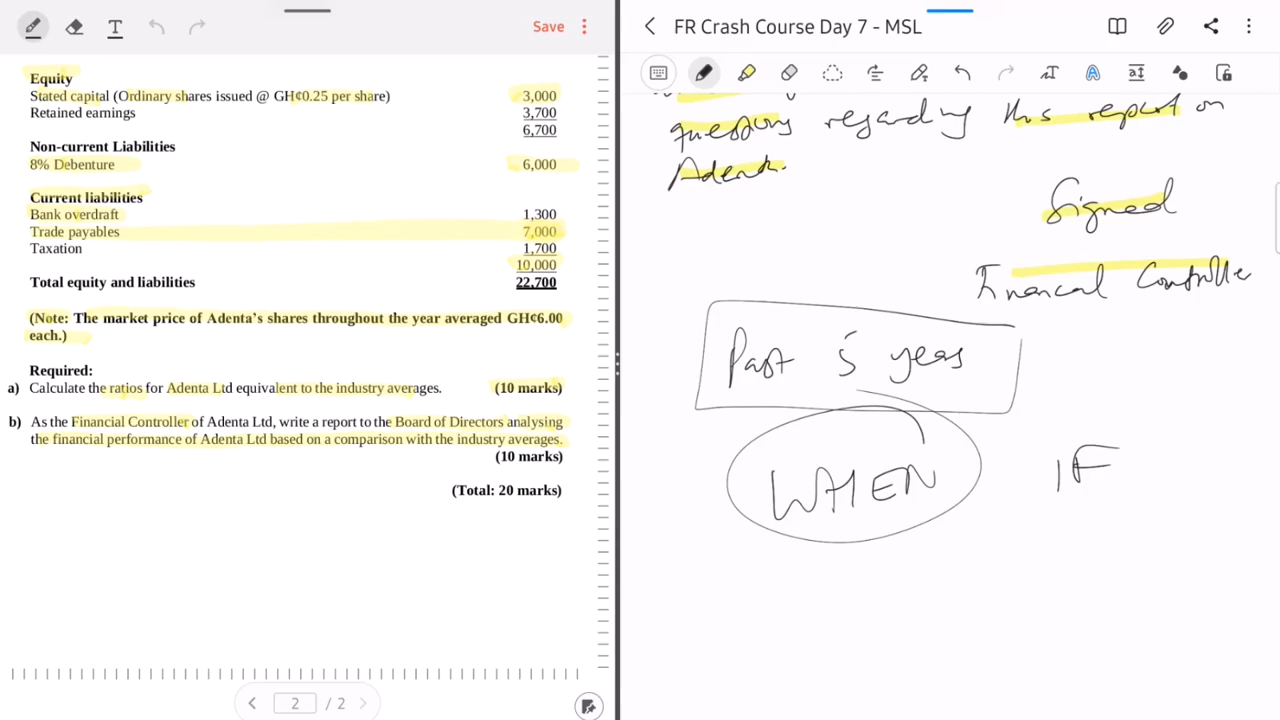 Save
Equity
Stated capital (Ordinary shares issued @ GH¢0.25 per share) 3,000
Retained earnings 3,700
6,700
Non-current Liabilities
8% Debenture 6,000
Current liabilities
Bank overdraft 1,300
Trade payables 7,000
Taxation 1,700
10,000
Total equity and liabilities 22,700
(Note: The market price of Adenta's shares throughout the year averaged GH¢6.00
each.)
Required:
a) Calculate the ratios for Adenta Ltd equivalent to the industry averages. (10 marks)
b) As the Financial Controller of Adenta Ltd, write a report to the Board of Directors analysing
the financial performance of Adenta Ltd based on a comparison with the industry averages.
(10 marks)
(Total: 20 marks)
2 / 2
FR Crash Course Day 7 - MSL
regarding this report on
Signed
Financial Controlle
Past 5 years
WHEN IF